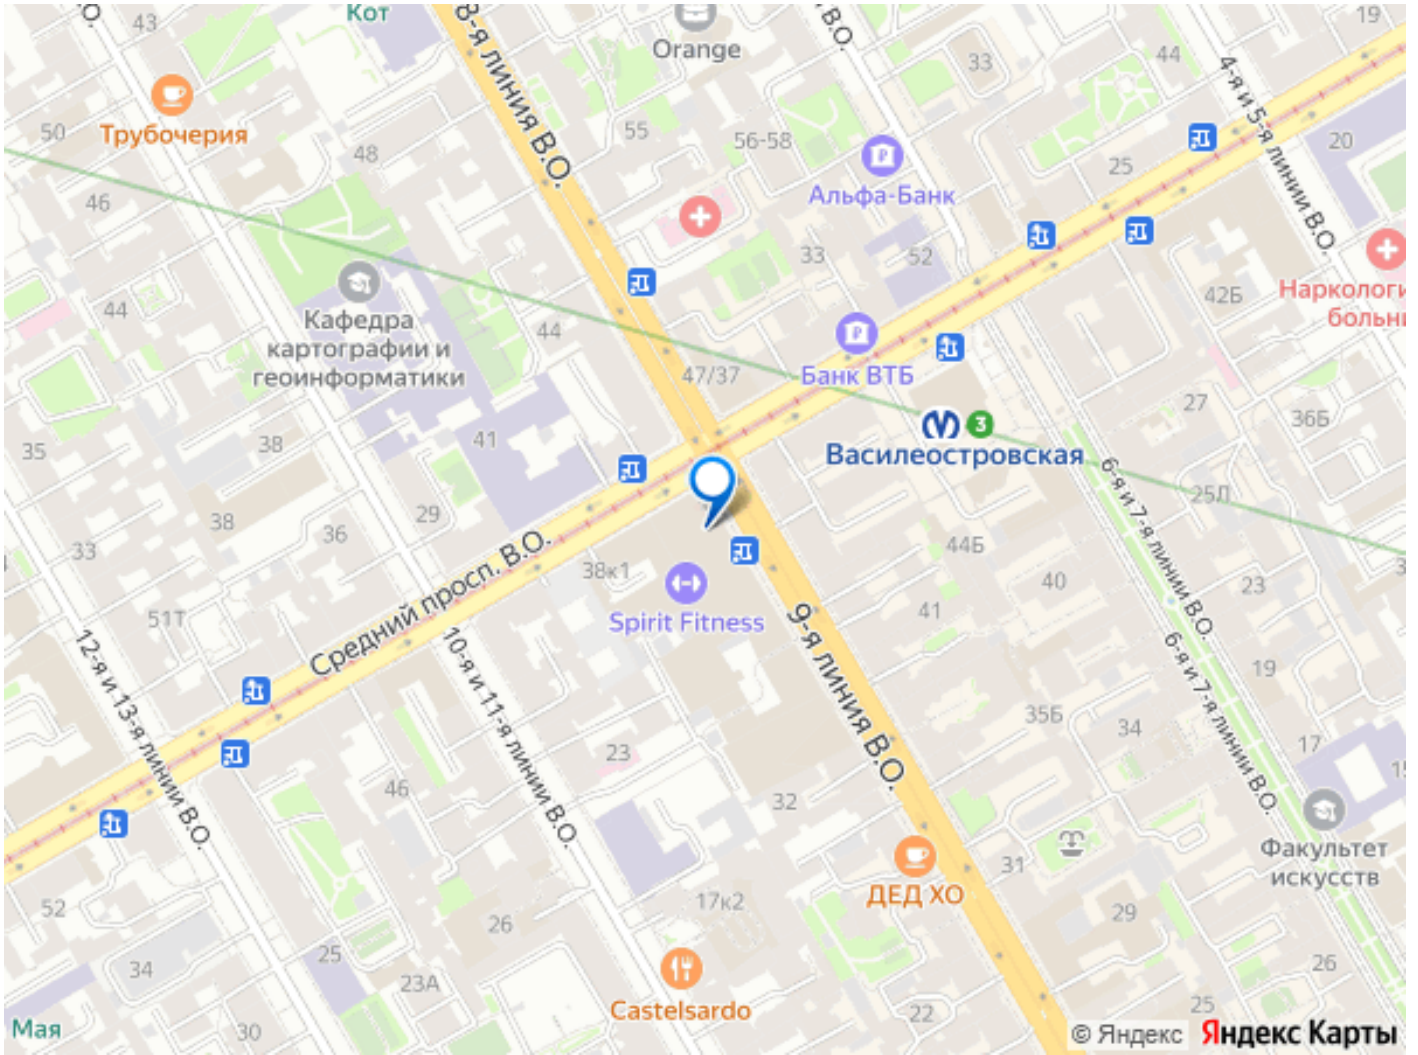 43
Кот
8-я линия В.О.
Orange
В.О.
19
33
44
4-я и 5-я линии В.О.
Трубочерия
50
48
55
56-58
Альфа-Банк
25
20
46
33
52
42Б
Кафедра
картографии и
геоинформатики
44
44
47/37
Банк ВТБ
Наркологи
больн
Василеостровская
3
27
36Б
35
38
41
6-я и 7-я линии В.О.
25Л
38
36
29
33
Средний просп. В.О.
38к1
44Б
40
23
51Т
Spirit Fitness
9-я линия В.О.
41
6-я и 7-я линии В.О.
19
12-я и 13-я линии В.О.
10-я и 11-я линии В.О.
35Б
34
17
15
23
46
32
Факультет
искусств
31
ДЕД ХО
52
17к2
29
26
25
34
23А
26
Castelsardo
22
25
Мая
30
© Яндекс
Яндекс Карты